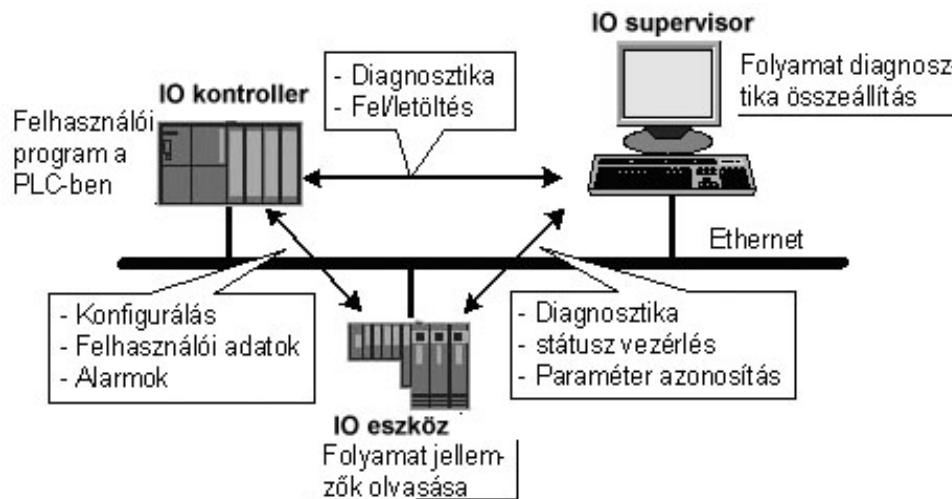 IO supervisor
- Diagnosztika
- Fel/letöltés
Folyamat diagnosz-
tika összeállítás
IO kontroller
Felhasználói
program a
PLC-ben
Ethernet
- Konfigurálás
- Felhasználói adatok
- Alarmok
- Diagnosztika
- státusz vezérlés
- Paraméter azonosítás
IO eszköz
Folyamat jellem-
zők olvasása